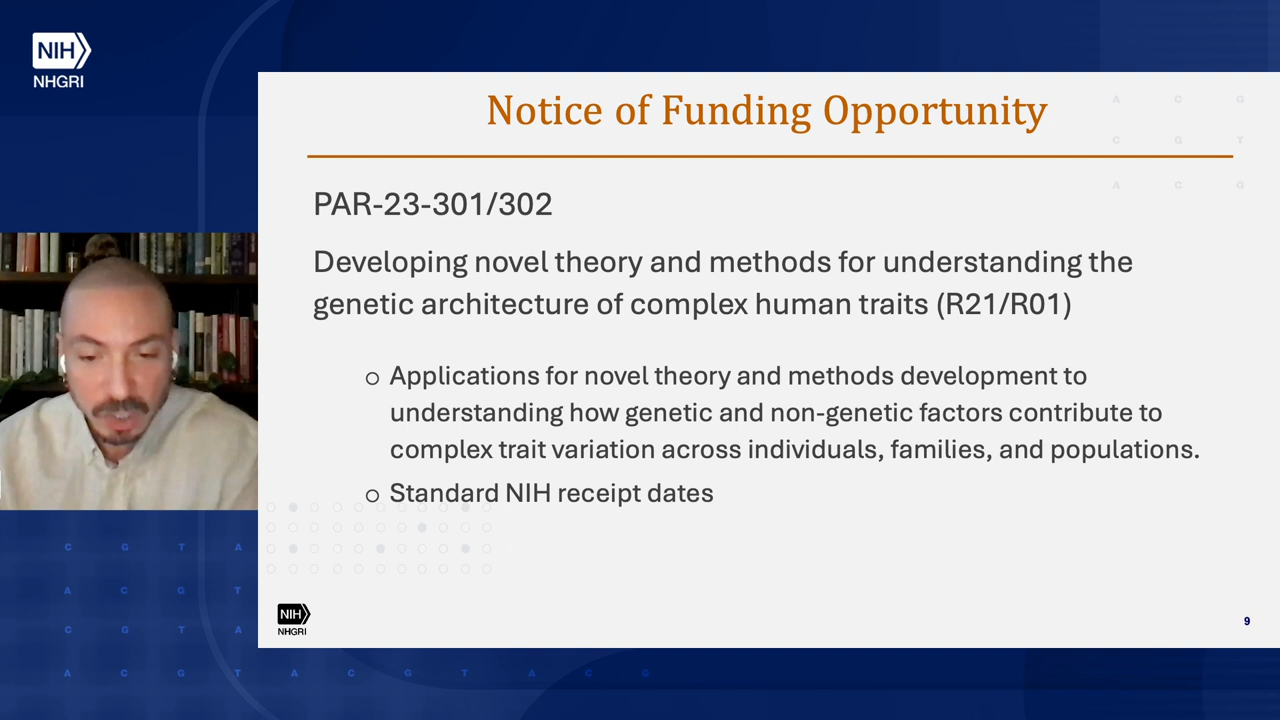 NIH
NHGRI
Notice of Funding Opportunity
A C G
C G T
A C G
PAR-23-301/302
Developing novel theory and methods for understanding the
genetic architecture of complex human traits (R21/R01)
o Applications for novel theory and methods development to
understanding how genetic and non-genetic factors contribute to
complex trait variation across individuals, families, and populations.
o Standard NIH receipt dates
C G T A
A C G T
C G T A
A C G T A C G T A C G
NIH
NHGRI
9